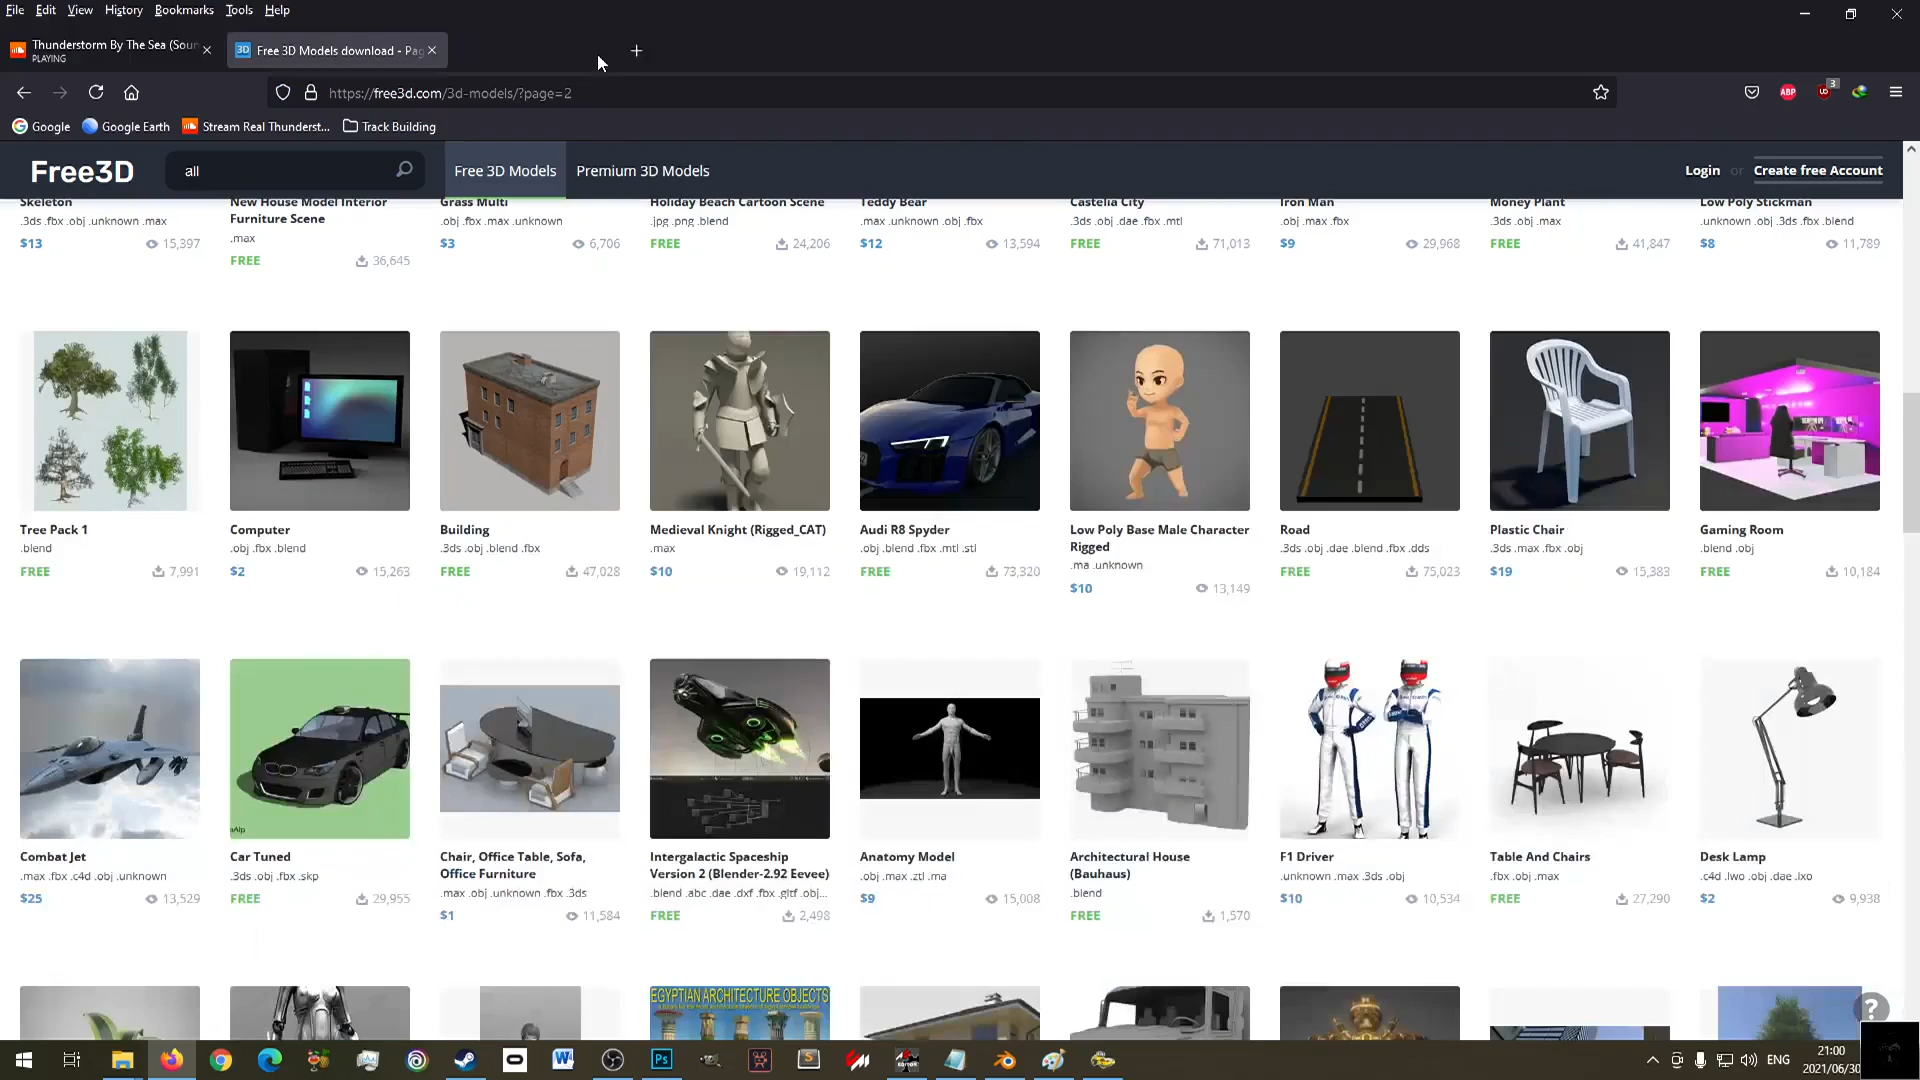 File Edit View History Bookmarks Tools Help
Thunderstorm By The Sea (Soun
PLAYING
Free 3D Models download - Pag
https://free3d.com/3d-models/?page=2
ABP
3
Google Google Earth Stream Real Thunderst... Track Building
Free3D all Free 3D Models Premium 3D Models Login or Create free Account
Skeleton
.3ds .fbx .obj .unknown .max
$13 15,397
New House Model Interior
Furniture Scene
.max
FREE 36,645
Grass Multi
.obj .fbx .max .unknown
$3 6,706
Holiday Beach Cartoon Scene
.jpg .png .blend
FREE 24,206
Teddy Bear
.max .unknown .obj .fbx
$12 13,594
Castelia City
.3ds .obj .dae .fbx .mtl
FREE 71,013
Iron Man
.obj .max .fbx
$9 29,968
Money Plant
.3ds .obj .max
FREE 41,847
Low Poly Stickman
.unknown .obj .3ds .fbx .blend
$8 11,789
Tree Pack 1
.blend
FREE 7,991
Computer
.obj .fbx .blend
$2 15,263
Building
.3ds .obj .blend .fbx
FREE 47,028
Medieval Knight (Rigged_CAT)
.max
$10 19,112
Audi R8 Spyder
.obj .blend .fbx .mtl .stl
FREE 73,320
Low Poly Base Male Character
Rigged
.ma .unknown
$10 13,149
Road
.3ds .obj .dae .blend .fbx .dds
FREE 75,023
Plastic Chair
.3ds .max .fbx .obj
$19 15,383
Gaming Room
.blend .obj
FREE 10,184
Combat Jet
.max .fbx .c4d .obj .unknown
$25 13,529
Car Tuned
.3ds .obj .fbx .skp
FREE 29,955
Chair, Office Table, Sofa,
Office Furniture
.max .obj .unknown .fbx .3ds
$1 11,584
Intergalactic Spaceship
Version 2 (Blender-2.92 Eevee)
.blend .abc .dae .dxf .fbx .gltf .obj...
FREE 2,498
Anatomy Model
.obj .max .ztl .ma
$9 15,008
Architectural House
(Bauhaus)
.blend
FREE 1,570
F1 Driver
.unknown .max .3ds .obj
$10 10,534
Table And Chairs
.fbx .obj .max
FREE 27,290
Desk Lamp
.c4d .lwo .obj .dae .lxo
$2 9,938
EGYPTIAN ARCHITECTURE OBJECTS
?
Ps
ENG
21:00
2021/06/30